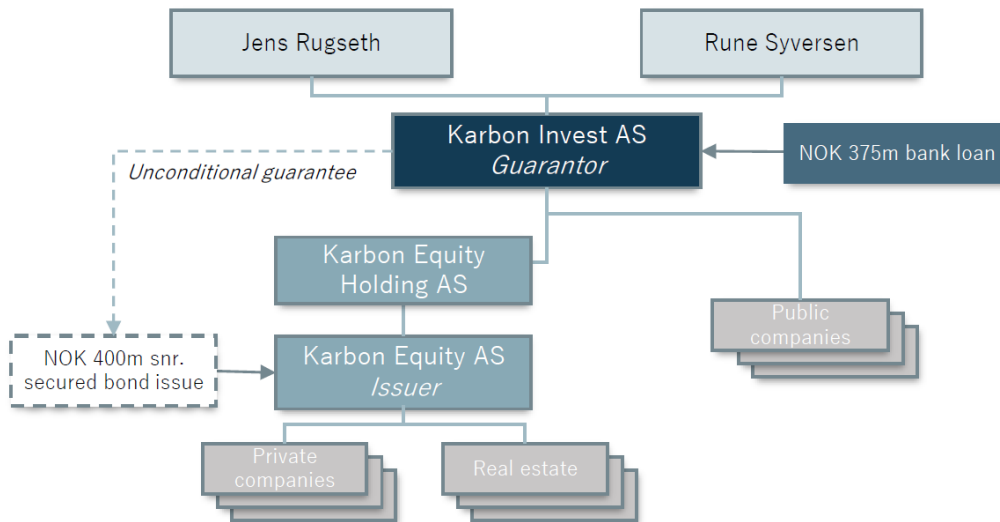 Jens Rugseth
Rune Syversen
Karbon Invest AS
Guarantor
NOK 375m bank loan
Unconditional guarantee
Karbon Equity
Holding AS
Public
companies
NOK 400m snr.
secured bond issue
Karbon Equity AS
Issuer
Private
companies
Real estate